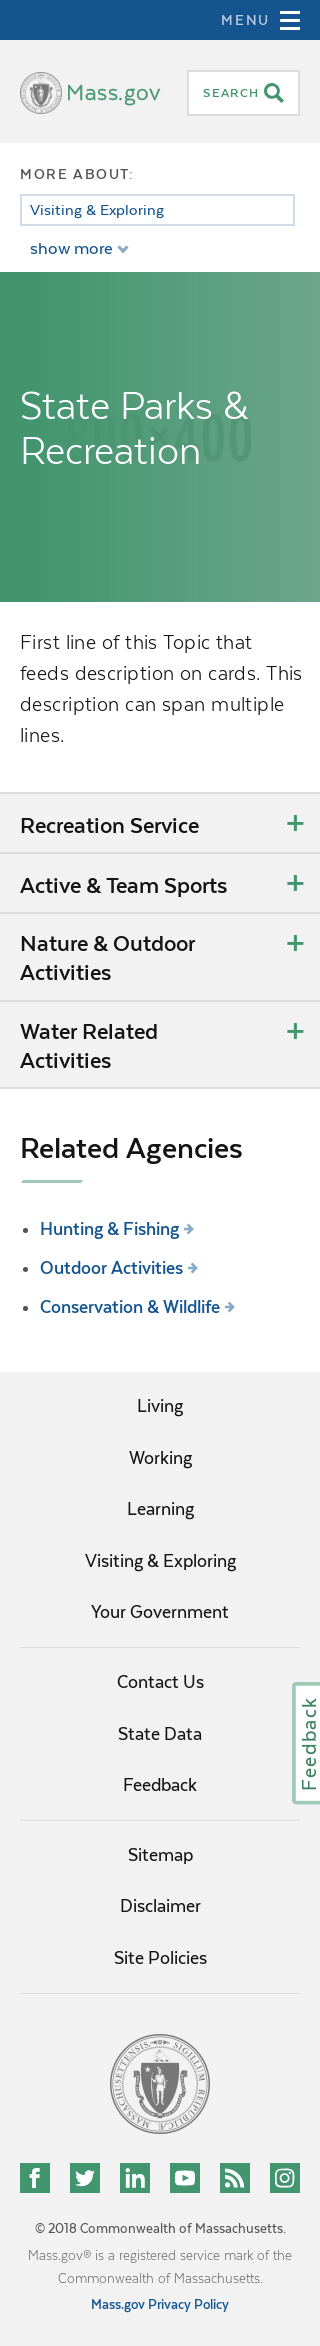 MENU
Mass.gov
SEARCH
MORE ABOUT:
Visiting & Exploring
show more
State Parks &
Recreation
First line of this Topic that
feeds description on cards. This
description can span multiple
lines.
Recreation Service +
Active & Team Sports +
Nature & Outdoor +
Activities
Water Related +
Activities
Related Agencies
• Hunting & Fishing
• Outdoor Activities
• Conservation & Wildlife
Living
Working
Learning
Visiting & Exploring
Your Government
Contact Us
State Data
Feedback
Feedback
Sitemap
Disclaimer
Site Policies
© 2018 Commonwealth of Massachusetts.
Mass.gov® is a registered service mark of the
Commonwealth of Massachusetts.
Mass.gov Privacy Policy